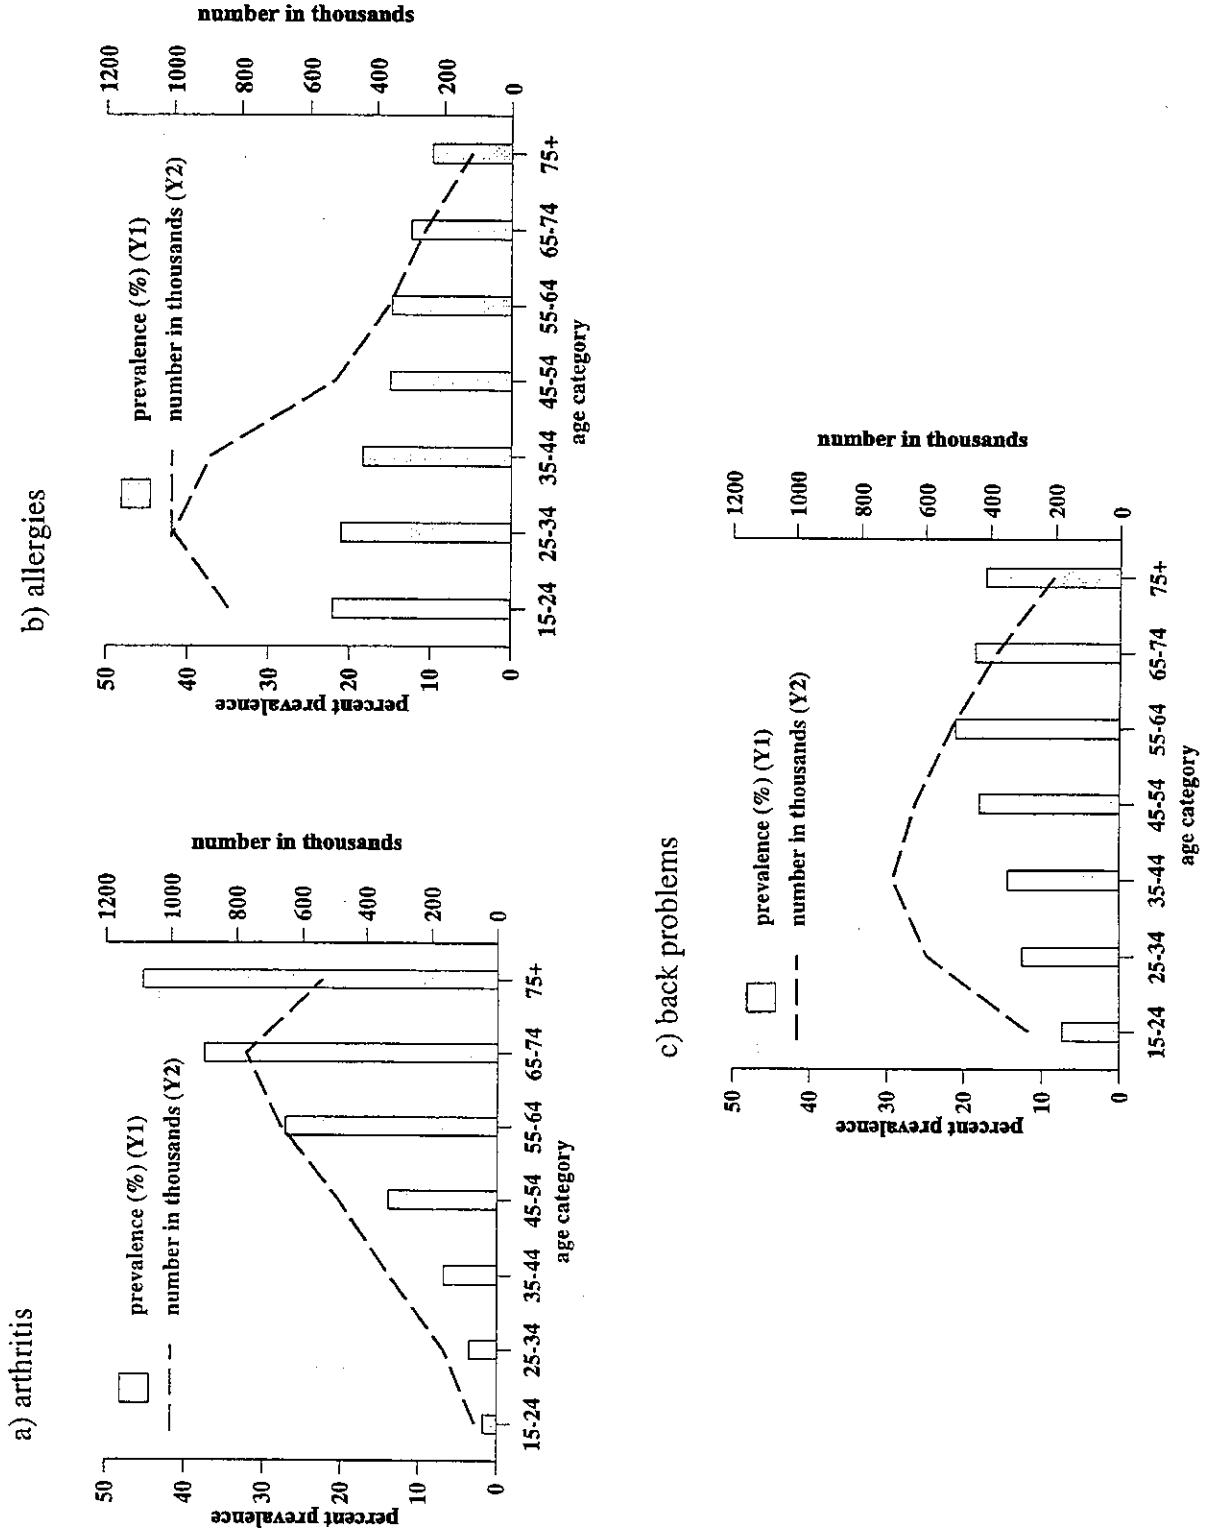 a) arthritis
prevalence (%) (Y1)
number in thousands (Y2)
percent prevalence
50
40
30
20
10
0
number in thousands
1200
1000
800
600
400
200
0
15-24 25-34 35-44 45-54 55-64 65-74 75+
age category
b) allergies
prevalence (%) (Y1)
number in thousands (Y2)
percent prevalence
50
40
30
20
10
0
number in thousands
1200
1000
800
600
400
200
0
15-24 25-34 35-44 45-54 55-64 65-74 75+
age category
c) back problems
prevalence (%) (Y1)
number in thousands (Y2)
percent prevalence
50
40
30
20
10
0
number in thousands
1200
1000
800
600
400
200
0
15-24 25-34 35-44 45-54 55-64 65-74 75+
age category